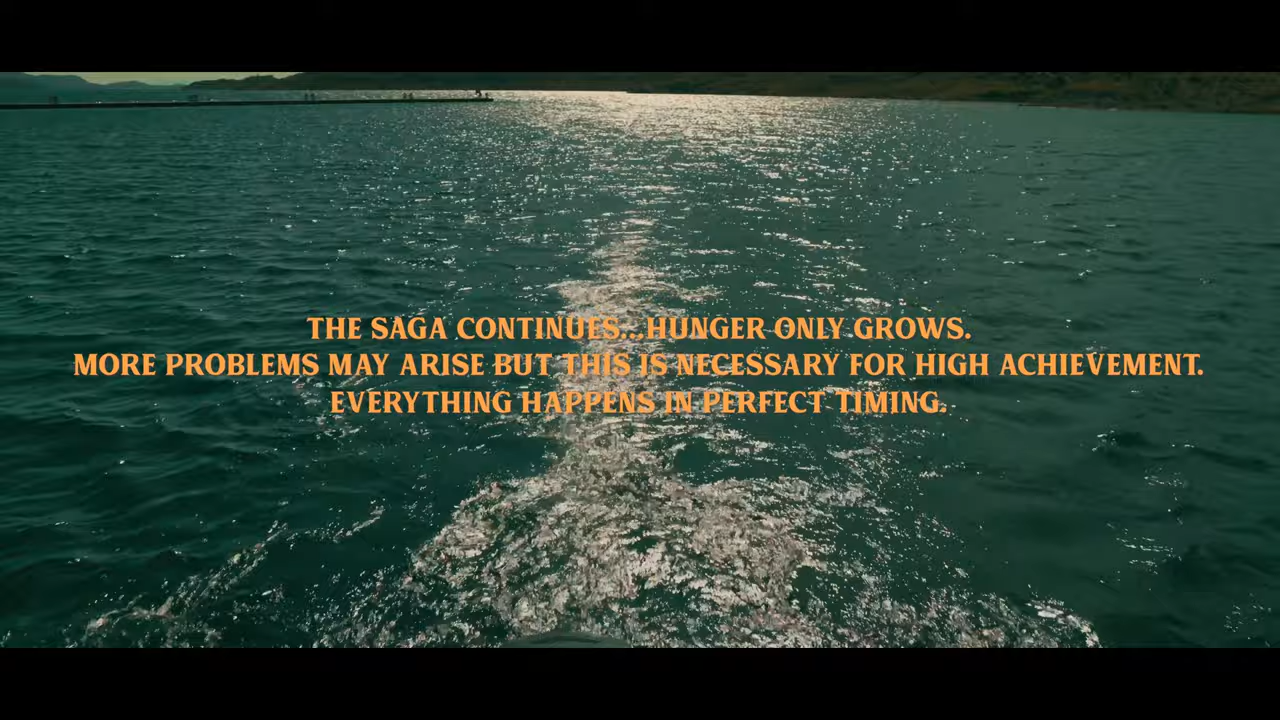 THE SAGA CONTINUES...HUNGER ONLY GROWS.
MORE PROBLEMS MAY ARISE BUT THIS IS NECESSARY FOR HIGH ACHIEVEMENT.
EVERYTHING HAPPENS IN PERFECT TIMING.